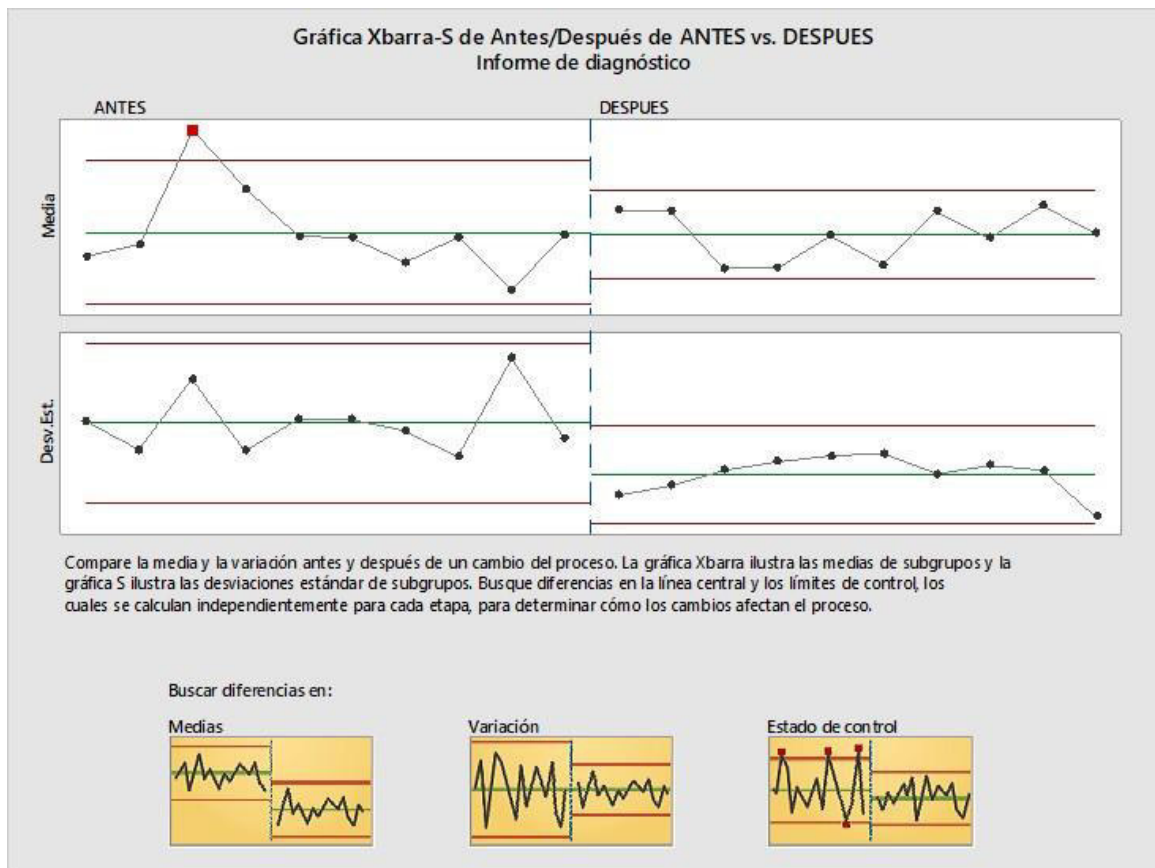 Gráfica Xbarra-S de Antes/Después de ANTES vs. DESPUES
Informe de diagnóstico
ANTES
DESPUES
Media
Desv.Est.
Compare la media y la variación antes y después de un cambio del proceso. La gráfica Xbarra ilustra las medias de subgrupos y la
gráfica S ilustra las desviaciones estándar de subgrupos. Busque diferencias en la línea central y los límites de control, los
cuales se calculan independientemente para cada etapa, para determinar cómo los cambios afectan el proceso.
Buscar diferencias en:
Medias
Variación
Estado de control